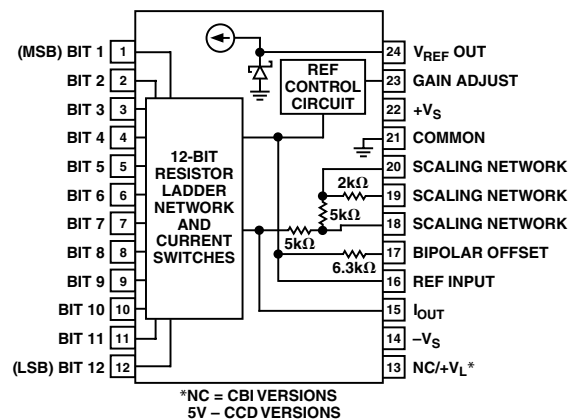 (MSB) BIT 1 1
BIT 2 2
BIT 3 3
BIT 4 4
BIT 5 5
BIT 6 6
BIT 7 7
BIT 8 8
BIT 9 9
BIT 10 10
BIT 11 11
(LSB) BIT 12 12
12-BIT
RESISTOR
LADDER
NETWORK
AND
CURRENT
SWITCHES
REF
CONTROL
CIRCUIT
2kΩ
5kΩ
5kΩ
6.3kΩ
24 VREF OUT
23 GAIN ADJUST
22 +VS
21 COMMON
20 SCALING NETWORK
19 SCALING NETWORK
18 SCALING NETWORK
17 BIPOLAR OFFSET
16 REF INPUT
15 IOUT
14 –VS
13 NC/+VL*
*NC = CBI VERSIONS
5V – CCD VERSIONS